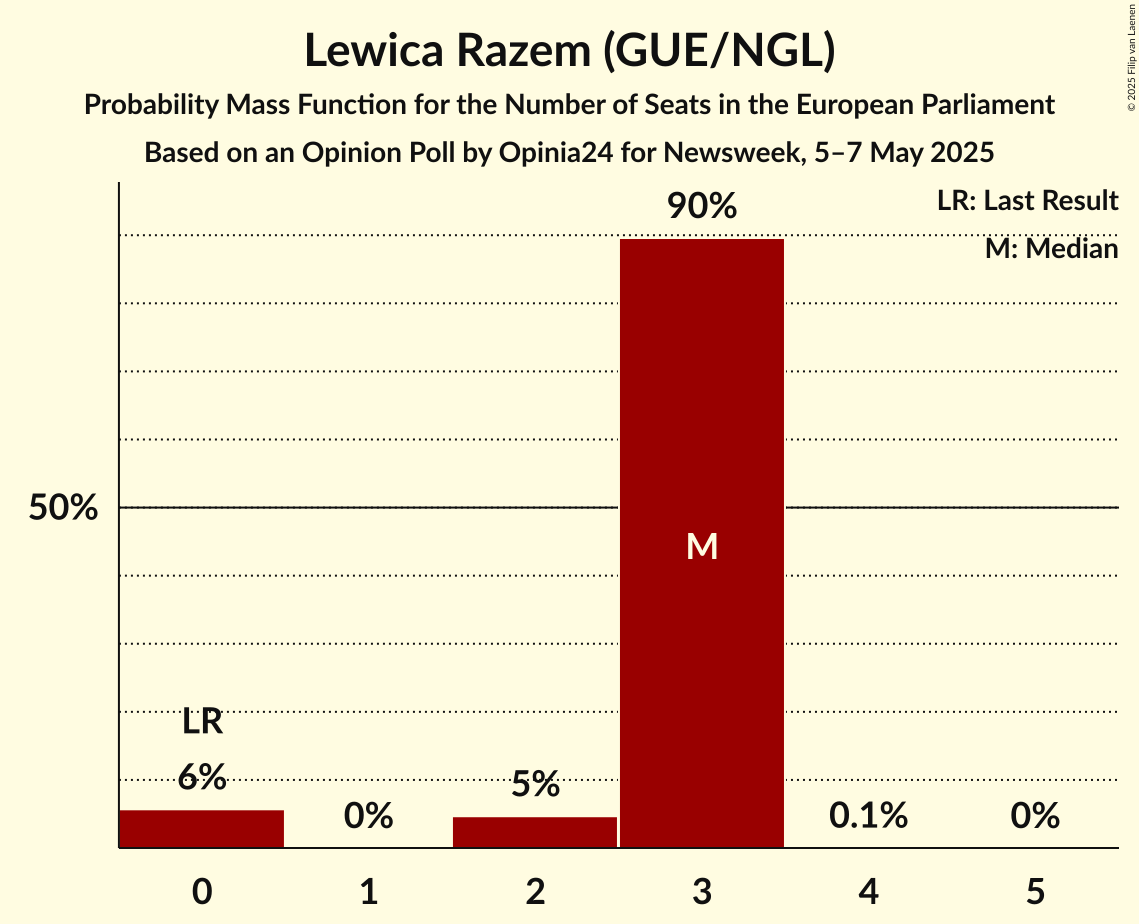 Lewica Razem (GUE/NGL)
Probability Mass Function for the Number of Seats in the European Parliament
Based on an Opinion Poll by Opinia24 for Newsweek, 5–7 May 2025
© 2025 Filip van Laenen
LR: Last Result
M: Median
90%
50%
M
LR
6%
0%
5%
0.1%
0%
0 1 2 3 4 5